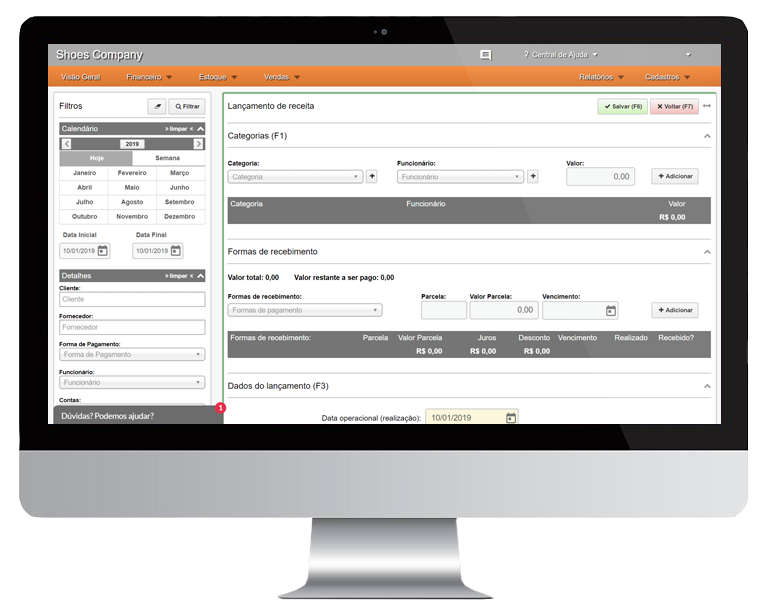 Shoes Company
? Central de Ajuda
Visão Geral Financeiro Estoque Vendas Relatórios Cadastros
Filtros
Filtrar
Calendário » limpar «
2019
Hoje Semana
Janeiro Fevereiro Março
Abril Maio Junho
Julho Agosto Setembro
Outubro Novembro Dezembro
Data Inicial Data Final
10/01/2019 10/01/2019
Detalhes » limpar «
Cliente:
Cliente
Fornecedor:
Fornecedor
Forma de Pagamento:
Forma de Pagamento
Funcionário:
Funcionário
Contas:
Dúvidas? Podemos ajudar?
1
Lançamento de receita
Salvar (F6) Voltar (F7)
Categorias (F1)
Categoria: Funcionário: Valor:
Categoria + Funcionário + 0,00 + Adicionar
Categoria Funcionário Valor
R$ 0,00
Formas de recebimento
Valor total: 0,00 Valor restante a ser pago: 0,00
Formas de recebimento: Parcela: Valor Parcela: Vencimento:
Formas de pagamento 0,00 + Adicionar
Formas de recebimento: Parcela Valor Parcela Juros Desconto Vencimento Realizado Recebido?
R$ 0,00 R$ 0,00 R$ 0,00
Dados do lançamento (F3)
Data operacional (realização): 10/01/2019